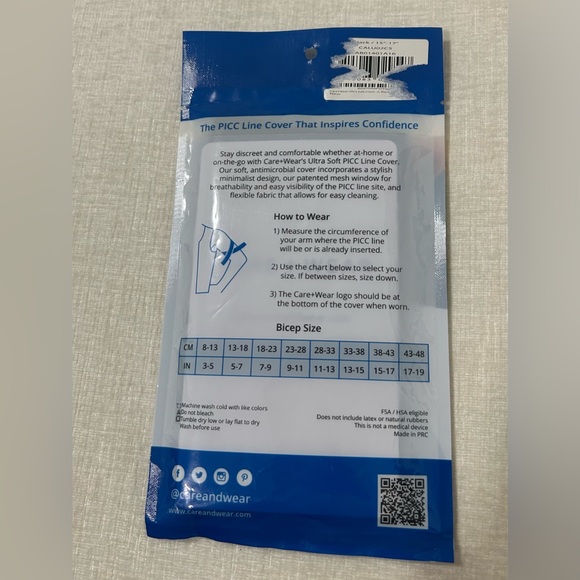 CALU07CS
The PICC Line Cover That Inspires Confidence
Stay discreet and comfortable whether at-home or
on-the-go with Care+Wear's Ultra Soft PICC Line Cover.
Our soft, antimicrobial cover incorporates a stylish
minimalist design, our patented mesh window for
breathability and easy visibility of the PICC line site, and
flexible fabric that allows for easy cleaning.
How to Wear
1) Measure the circumference of
your arm where the PICC line
will be or is already inserted.
2) Use the chart below to select your
size. If between sizes, size down.
3) The Care+Wear logo should be at
the bottom of the cover when worn.
Bicep Size
CM 8-13 13-18 18-23 23-28 28-33 33-38 38-43 43-48
IN 3-5 5-7 7-9 9-11 11-13 13-15 15-17 17-19
Machine wash cold with like colors
Do not bleach
Tumble dry low or lay flat to dry
Wash before use
FSA / HSA eligible
Does not include latex or natural rubbers
This is not a medical device
Made in PRC
@careandwear
www.careandwear.com